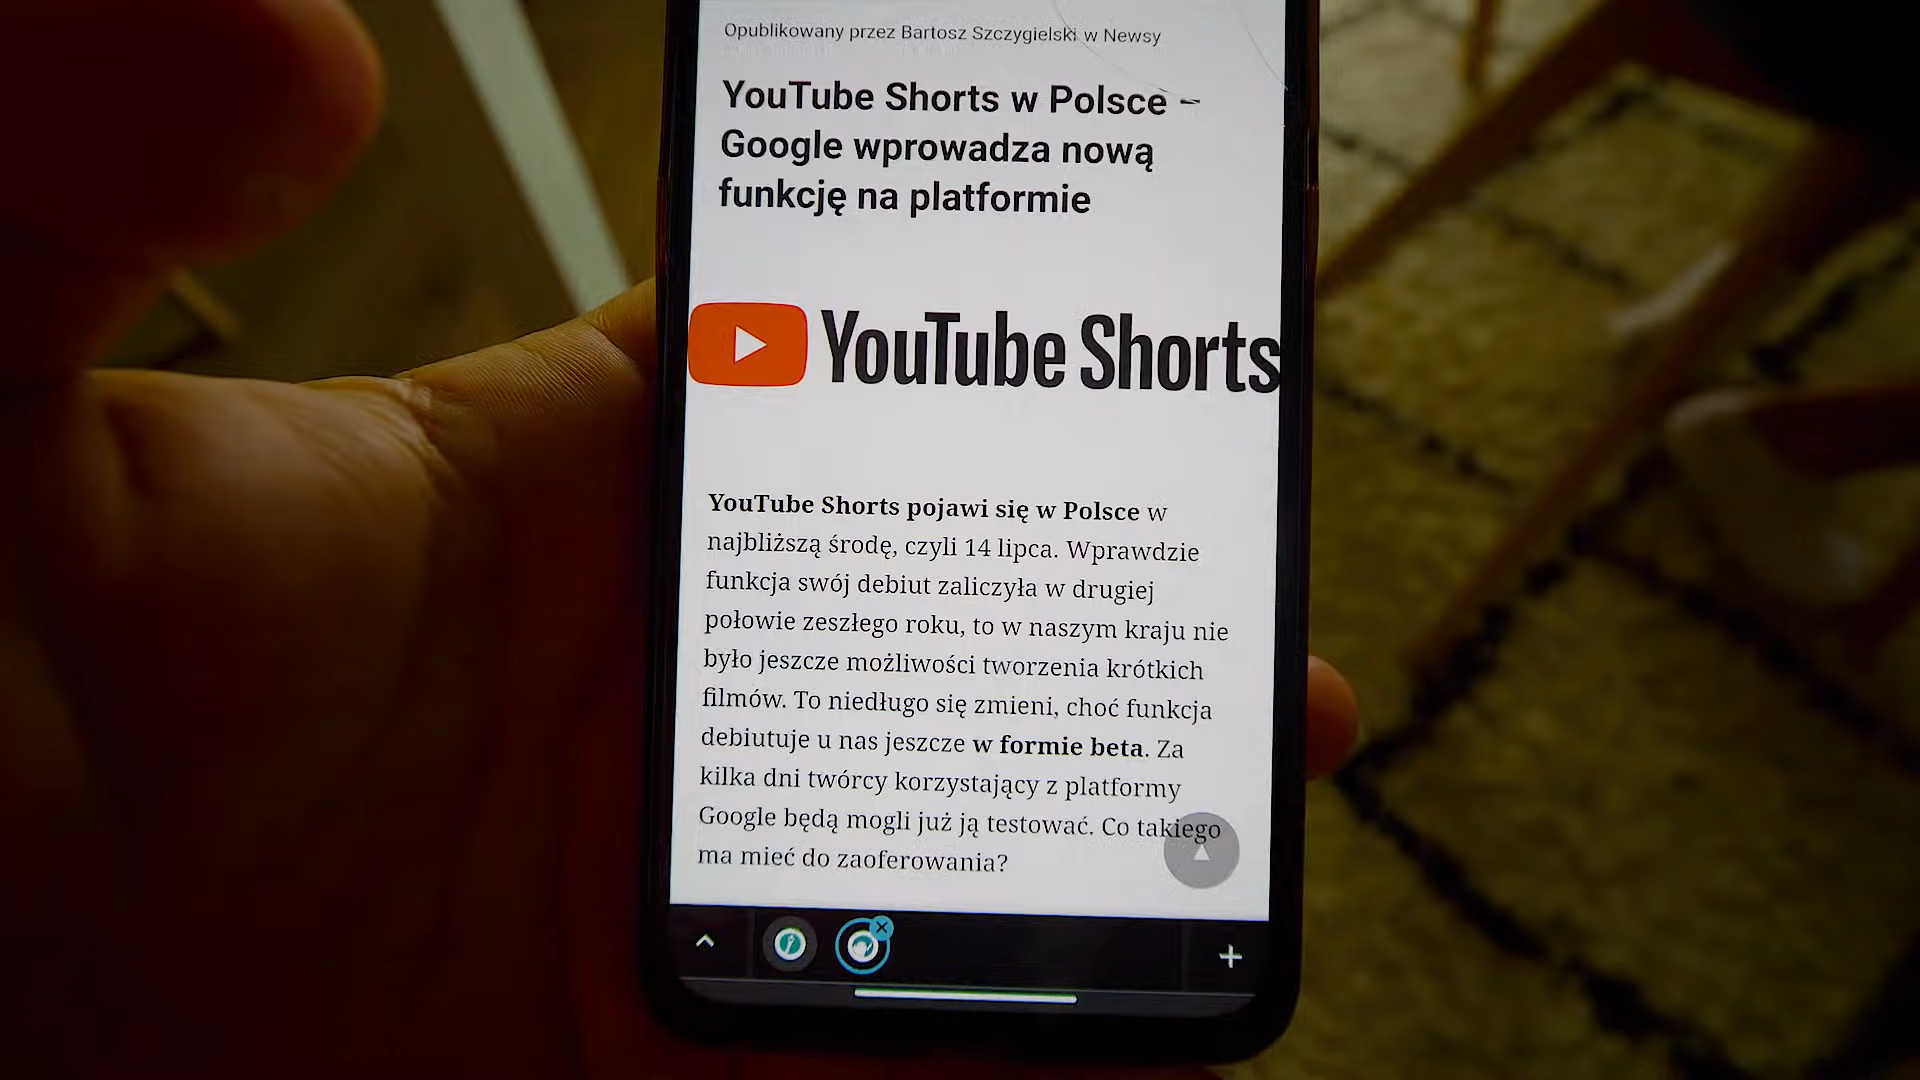 Opublikowany przez Bartosz Szczygielski w Newsy
YouTube Shorts w Polsce –
Google wprowadza nową
funkcję na platformie
YouTube Shorts
YouTube Shorts pojawi się w Polsce w
najbliższą środę, czyli 14 lipca. Wprawdzie
funkcja swój debiut zaliczyła w drugiej
połowie zeszłego roku, to w naszym kraju nie
było jeszcze możliwości tworzenia krótkich
filmów. To niedługo się zmieni, choć funkcja
debiutuje u nas jeszcze w formie beta. Za
kilka dni twórcy korzystający z platformy
Google będą mogli już ją testować. Co takiego
ma mieć do zaoferowania?